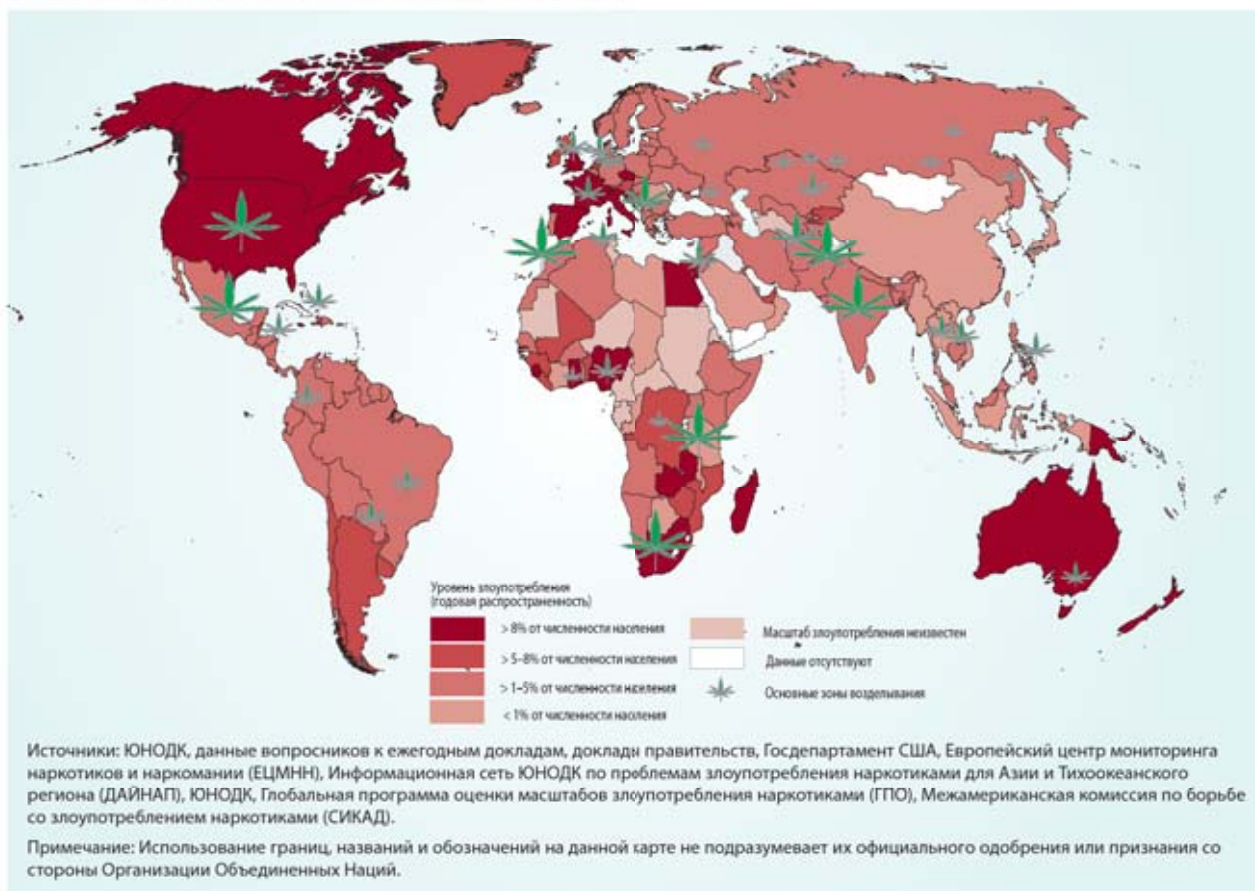 Уровень злоупотребления
(годовая распространенность)
> 8% от численности населения
> 5–8% от численности населения
> 1–5% от численности населения
< 1% от численности населения
Масштаб злоупотребления неизвестен
Данные отсутствуют
Основные зоны возделывания
Источники: ЮНОДК, данные вопросников к ежегодным докладам, доклады правительств, Госдепартамент США, Европейский центр мониторинга
наркотиков и наркомании (ЕЦМНН), Информационная сеть ЮНОДК по проблемам злоупотребления наркотиками для Азии и Тихоокеанского
региона (ДАЙНАП), ЮНОДК, Глобальная программа оценки масштабов злоупотребления наркотиками (ГПО), Межамериканская комиссия по борьбе
со злоупотреблением наркотиками (СИКАД).
Примечание: Использование границ, названий и обозначений на данной карте не подразумевает их официального одобрения или признания со
стороны Организации Объединенных Наций.